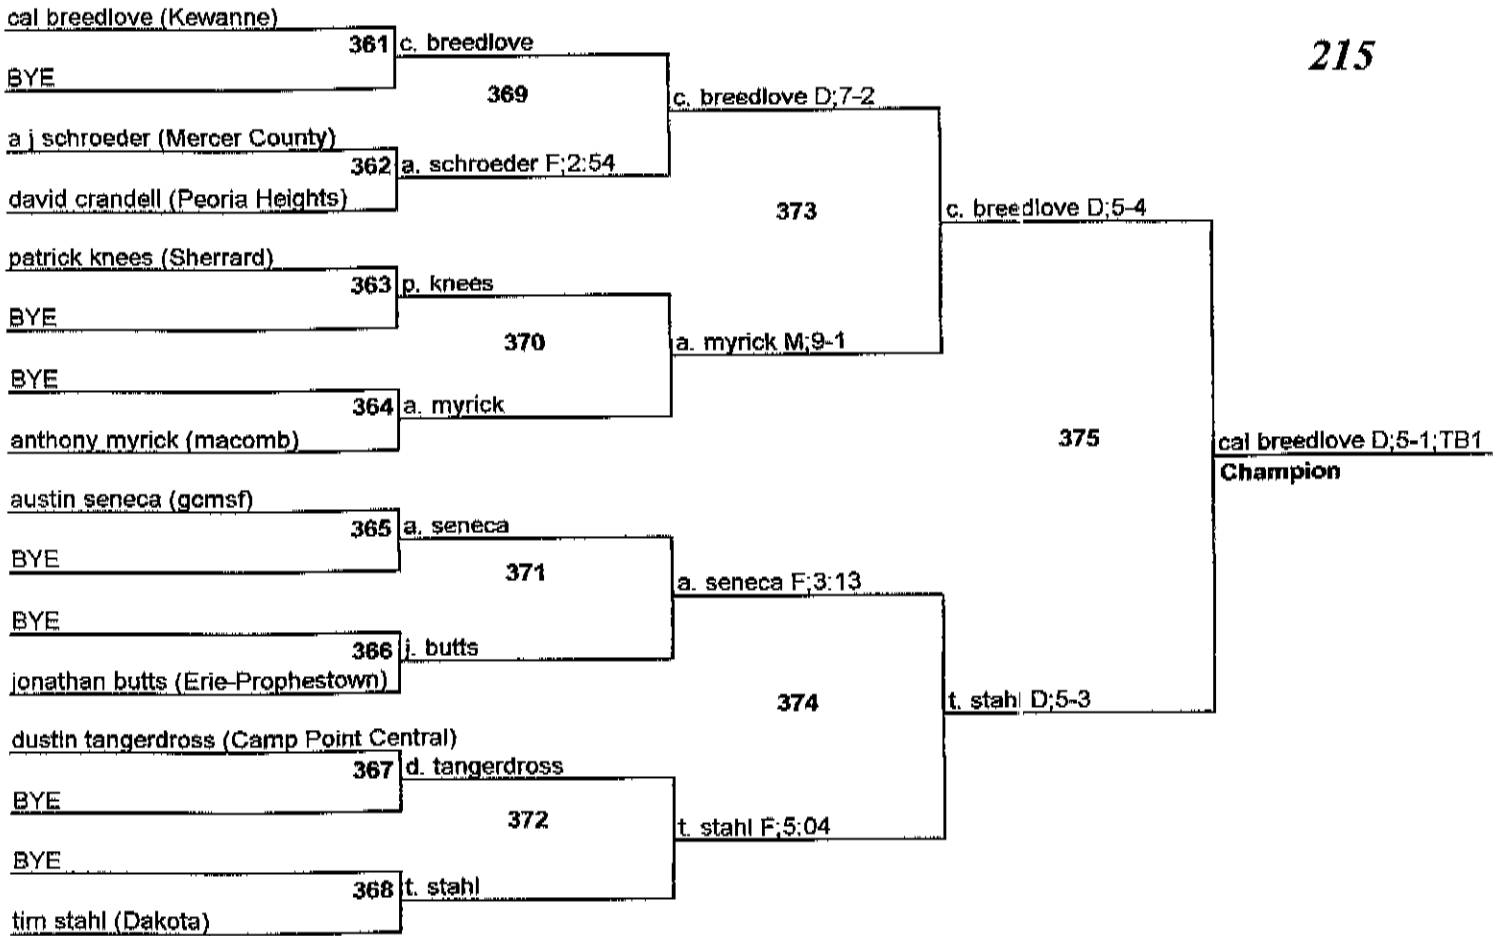 cal breedlove (Kewanne)
361
c. breedlove
215
BYE
369
c. breedlove D;7-2
a j schroeder (Mercer County)
362
a. schroeder F;2:54
david crandell (Peoria Heights)
373
c. breedlove D;5-4
patrick knees (Sherrard)
363
p. knees
BYE
370
a. myrick M;9-1
BYE
364
a. myrick
anthony myrick (macomb)
375
cal breedlove D;5-1;TB1
Champion
austin seneca (gcmsf)
365
a. seneca
BYE
371
a. seneca F;3:13
BYE
366
j. butts
jonathan butts (Erie-Prophestown)
374
t. stahl D;5-3
dustin tangerdross (Camp Point Central)
367
d. tangerdross
BYE
372
t. stahl F;5:04
BYE
368
t. stahl
tim stahl (Dakota)